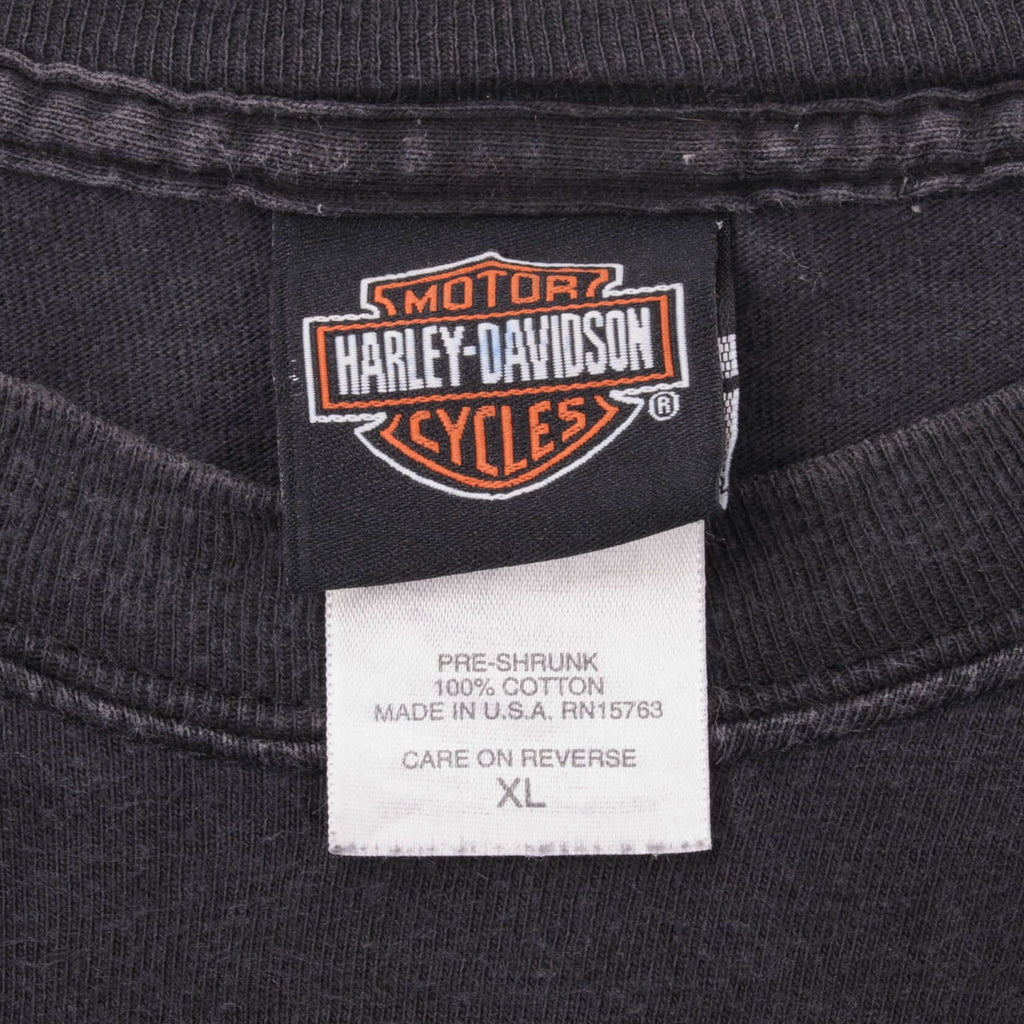 MOTOR
HARLEY-DAVIDSON
CYCLES
®
PRE-SHRUNK
100% COTTON
MADE IN U.S.A. RN15763
CARE ON REVERSE
XL